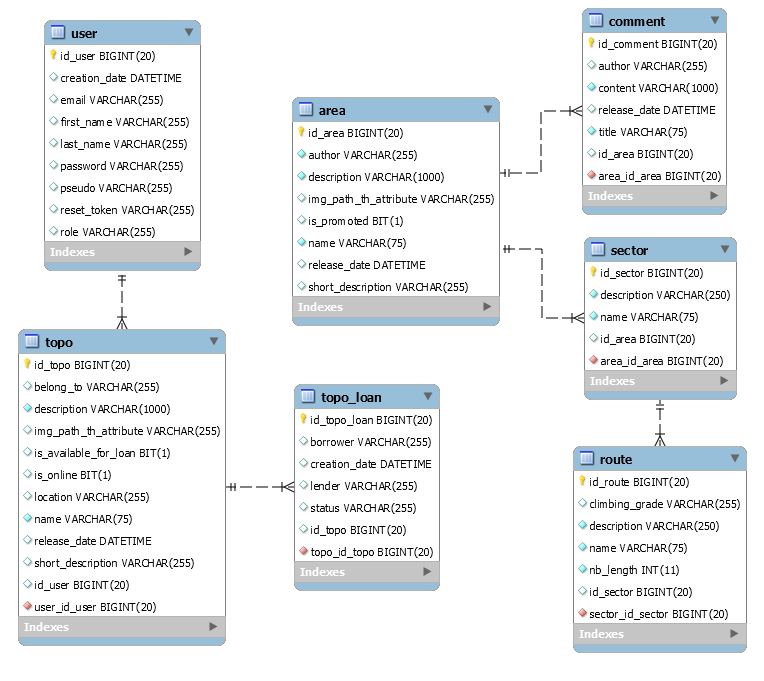 user
id_user BIGINT(20)
creation_date DATETIME
email VARCHAR(255)
first_name VARCHAR(255)
last_name VARCHAR(255)
password VARCHAR(255)
pseudo VARCHAR(255)
reset_token VARCHAR(255)
role VARCHAR(255)
Indexes
topo
id_topo BIGINT(20)
belong_to VARCHAR(255)
description VARCHAR(1000)
img_path_th_attribute VARCHAR(255)
is_available_for_loan BIT(1)
is_online BIT(1)
location VARCHAR(255)
name VARCHAR(75)
release_date DATETIME
short_description VARCHAR(255)
id_user BIGINT(20)
user_id_user BIGINT(20)
Indexes
area
id_area BIGINT(20)
author VARCHAR(255)
description VARCHAR(1000)
img_path_th_attribute VARCHAR(255)
is_promoted BIT(1)
name VARCHAR(75)
release_date DATETIME
short_description VARCHAR(255)
Indexes
topo_loan
id_topo_loan BIGINT(20)
borrower VARCHAR(255)
creation_date DATETIME
lender VARCHAR(255)
status VARCHAR(255)
id_topo BIGINT(20)
topo_id_topo BIGINT(20)
Indexes
comment
id_comment BIGINT(20)
author VARCHAR(255)
content VARCHAR(1000)
release_date DATETIME
title VARCHAR(75)
id_area BIGINT(20)
area_id_area BIGINT(20)
Indexes
sector
id_sector BIGINT(20)
description VARCHAR(250)
name VARCHAR(75)
id_area BIGINT(20)
area_id_area BIGINT(20)
Indexes
route
id_route BIGINT(20)
climbing_grade VARCHAR(255)
description VARCHAR(250)
name VARCHAR(75)
nb_length INT(11)
id_sector BIGINT(20)
sector_id_sector BIGINT(20)
Indexes